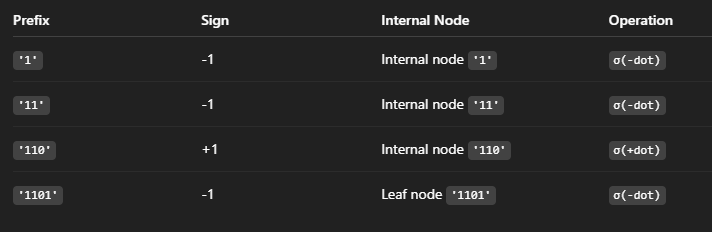 Prefix Sign Internal Node Operation
'1' -1 Internal node '1' σ(-dot)
'11' -1 Internal node '11' σ(-dot)
'110' +1 Internal node '110' σ(+dot)
'1101' -1 Leaf node '1101' σ(-dot)